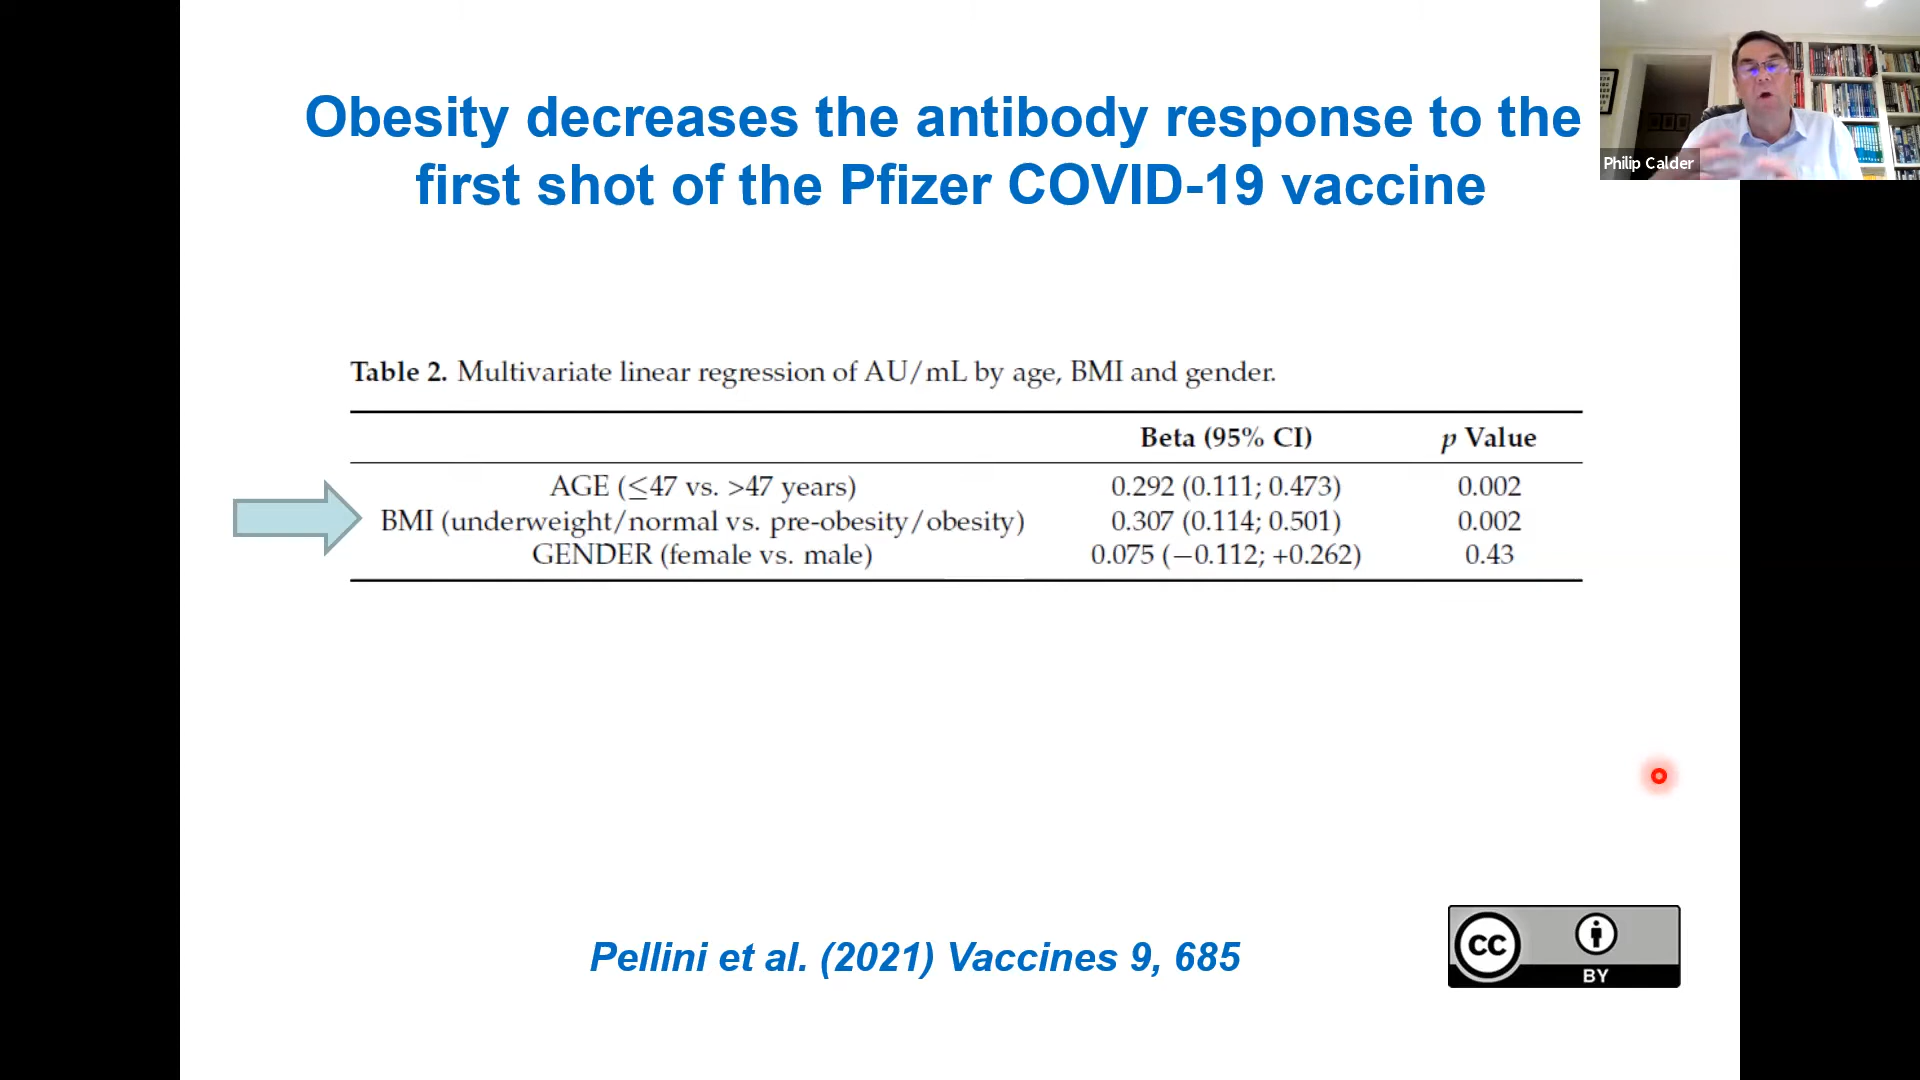 Obesity decreases the antibody response to the
first shot of the Pfizer COVID-19 vaccine
Philip Calder
Table 2. Multivariate linear regression of AU/mL by age, BMI and gender.
Beta (95% CI) p Value
AGE (≤47 vs. >47 years) 0.292 (0.111; 0.473) 0.002
BMI (underweight/normal vs. pre-obesity/obesity) 0.307 (0.114; 0.501) 0.002
GENDER (female vs. male) 0.075 (−0.112; +0.262) 0.43
Pellini et al. (2021) Vaccines 9, 685
cc
BY